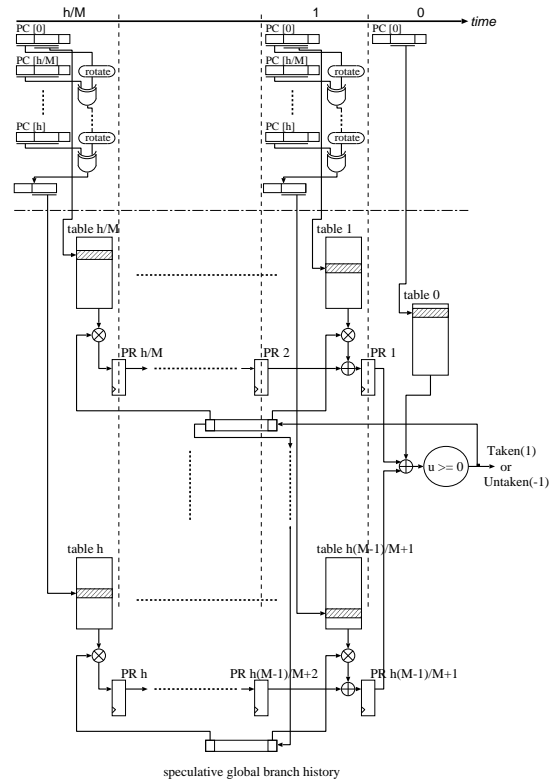 h/M 1 0
time
PC [0] PC [0] PC [0]
PC [h/M] rotate PC [h/M] rotate
PC [h] rotate PC [h] rotate
table h/M table 1
table 0
PR h/M PR 2 PR 1
Taken(1)
u >= 0 or
Untaken(-1)
table h table h(M-1)/M+1
PR h PR h(M-1)/M+2 PR h(M-1)/M+1
speculative global branch history